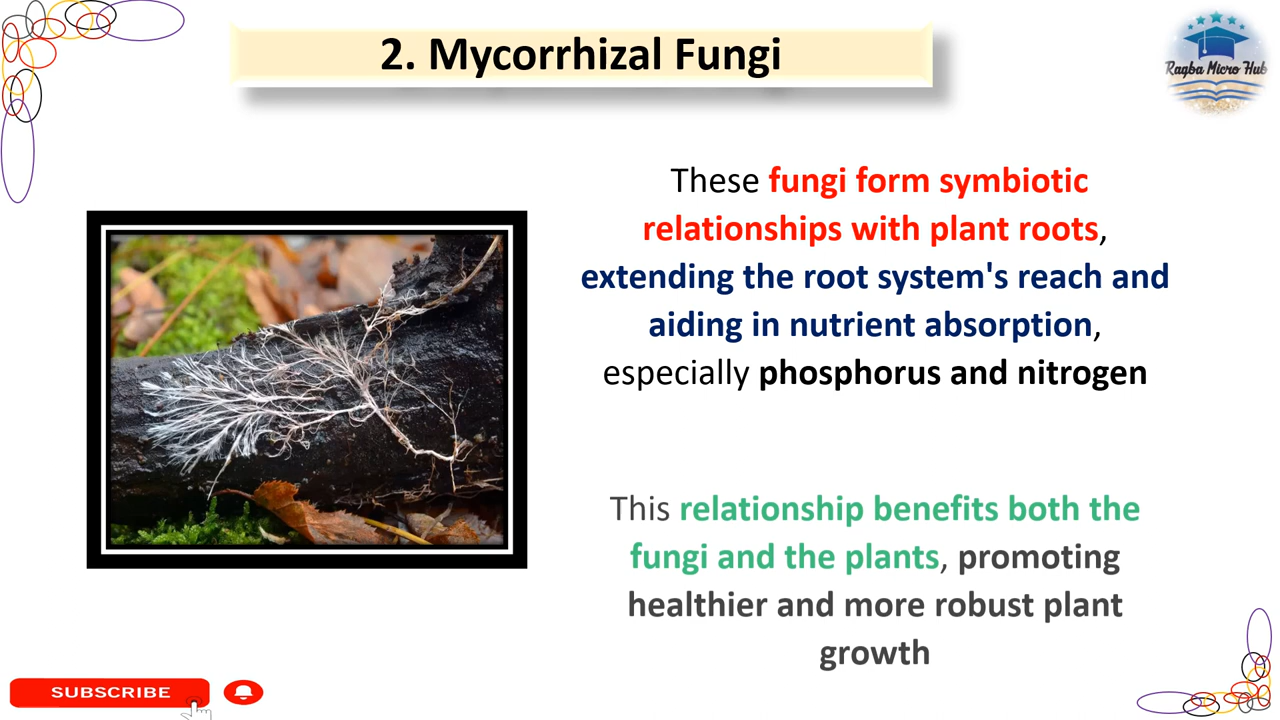 2. Mycorrhizal Fungi
Ragba Micro Hub
These fungi form symbiotic
relationships with plant roots,
extending the root system's reach and
aiding in nutrient absorption,
especially phosphorus and nitrogen
This relationship benefits both the
fungi and the plants, promoting
healthier and more robust plant
growth
SUBSCRIBE